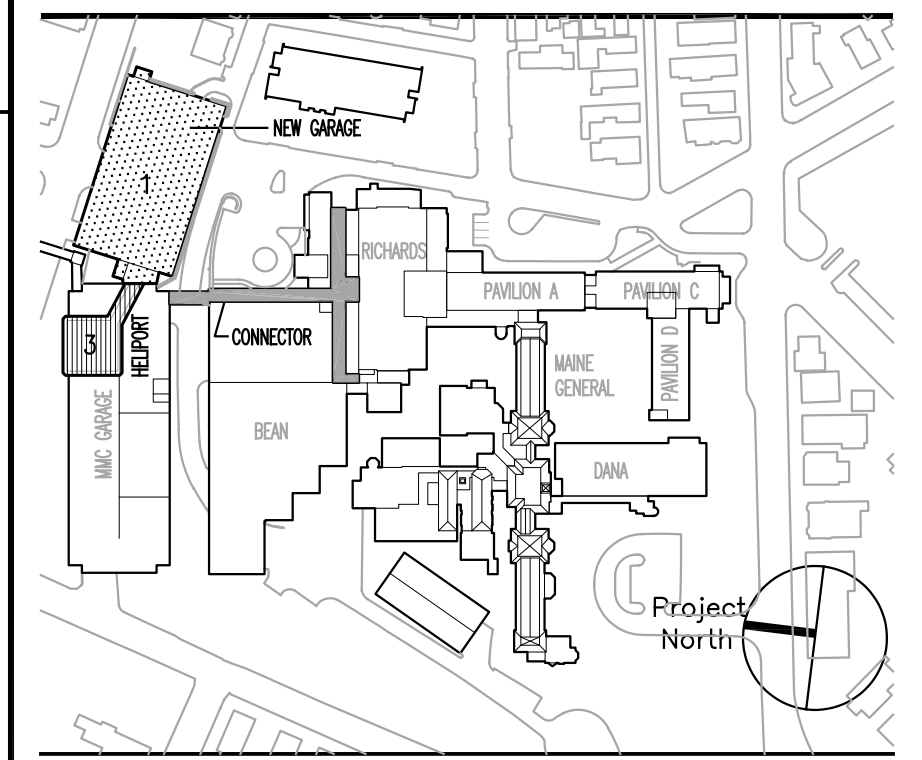 NEW GARAGE
1
RICHARDS
PAVILION A
PAVILION C
CONNECTOR
HELIPORT
3
PAVILION D
MAINE
GENERAL
MMC GARAGE
BEAN
DANA
Project
North